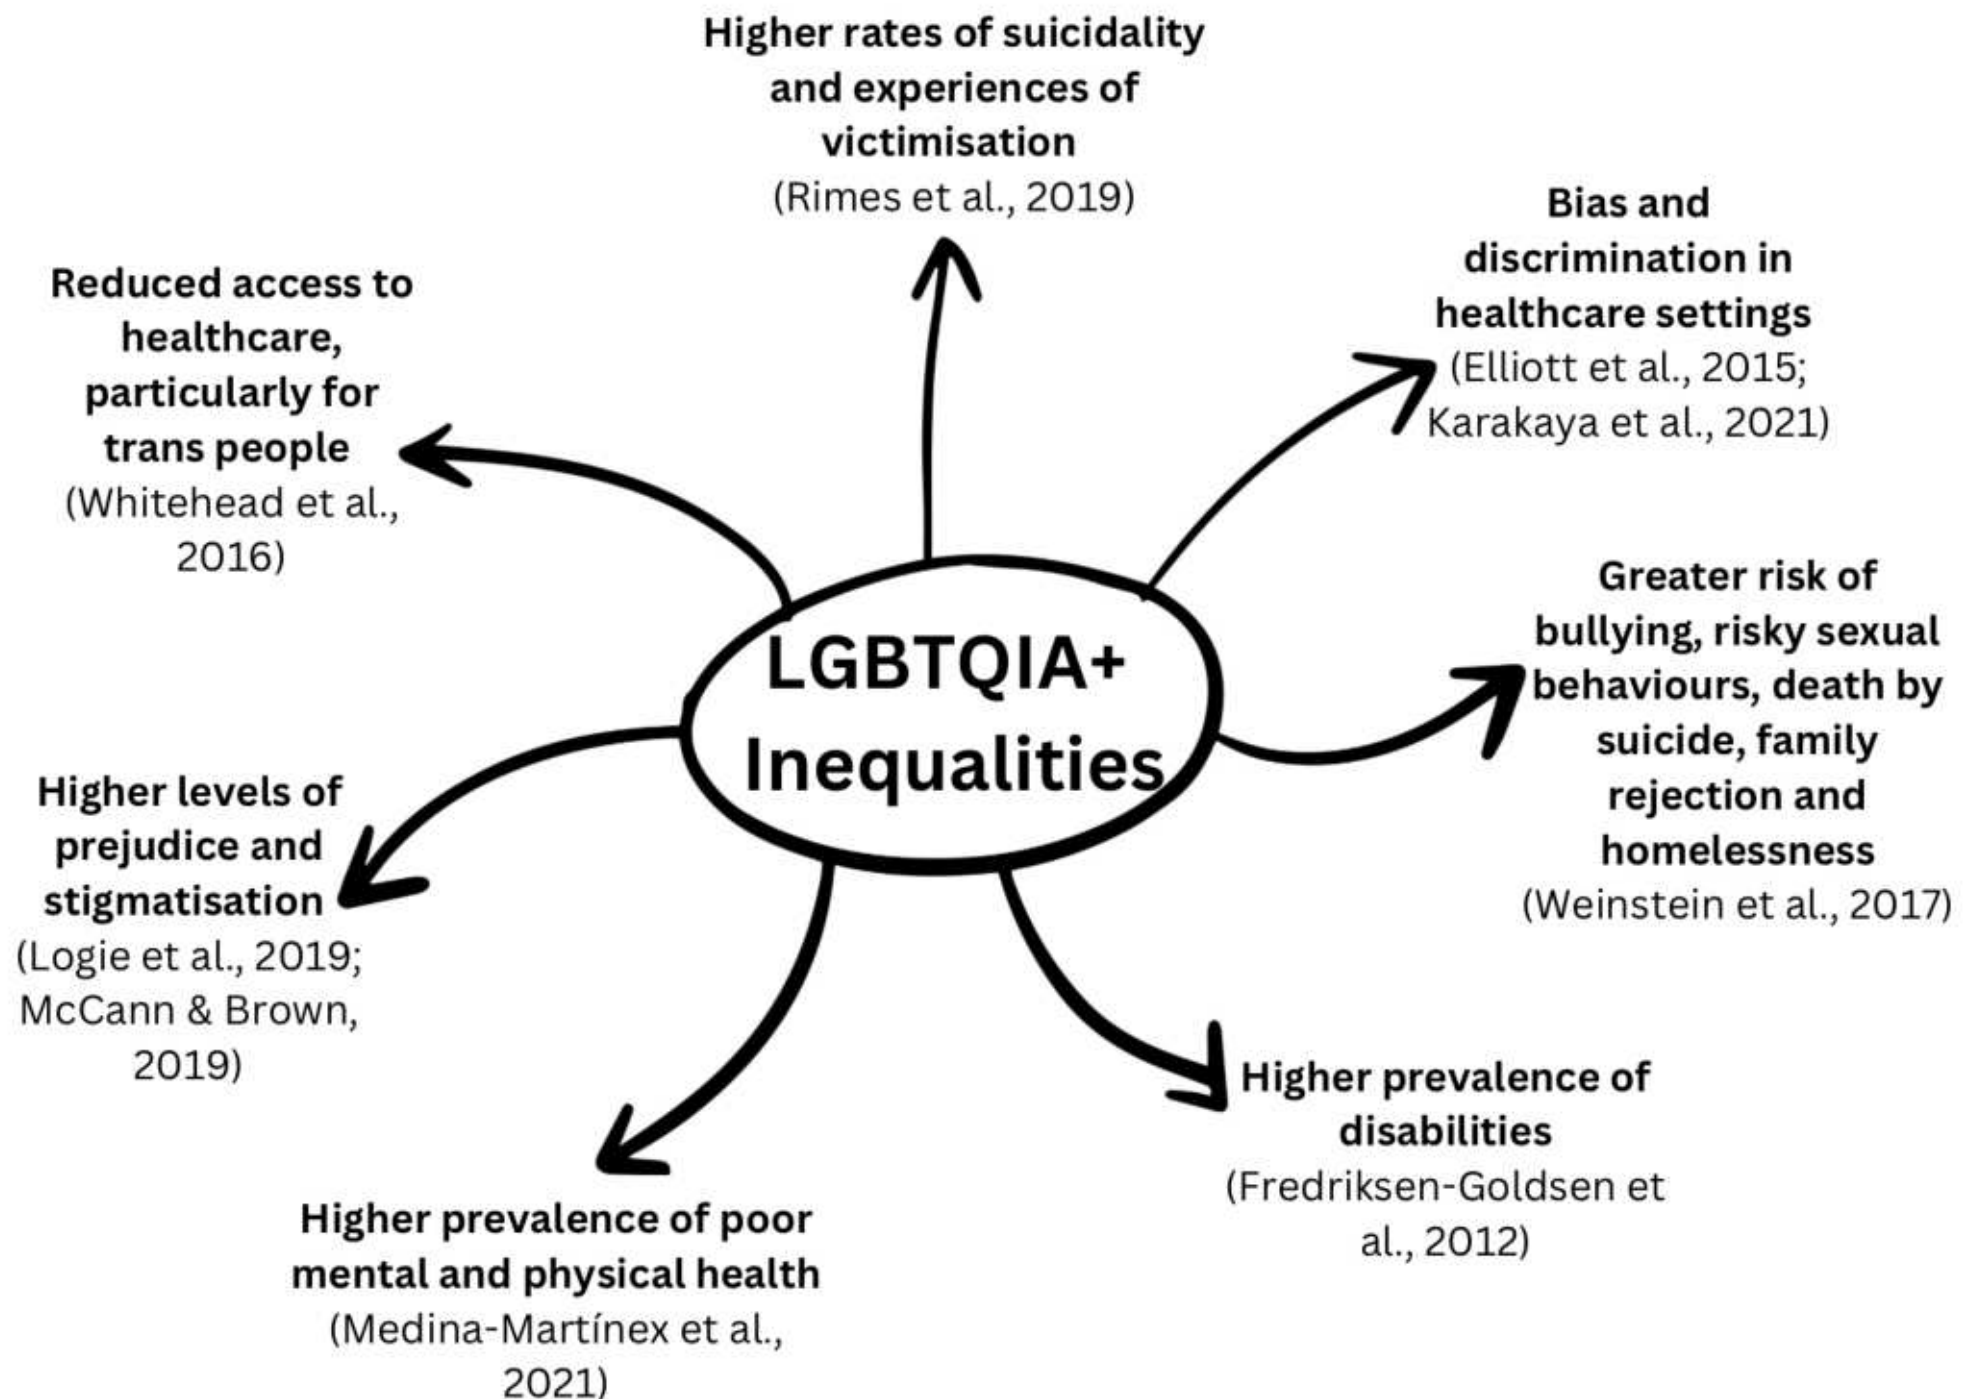 Higher rates of suicidality
and experiences of
victimisation
(Rimes et al., 2019)
Bias and
discrimination in
healthcare settings
(Elliott et al., 2015;
Karakaya et al., 2021)
Reduced access to
healthcare,
particularly for
trans people
(Whitehead et al.,
2016)
LGBTQIA+
Inequalities
Greater risk of
bullying, risky sexual
behaviours, death by
suicide, family
rejection and
homelessness
(Weinstein et al., 2017)
Higher levels of
prejudice and
stigmatisation
(Logie et al., 2019;
McCann & Brown,
2019)
Higher prevalence of
disabilities
(Fredriksen-Goldsen et
al., 2012)
Higher prevalence of poor
mental and physical health
(Medina-Martínex et al.,
2021)